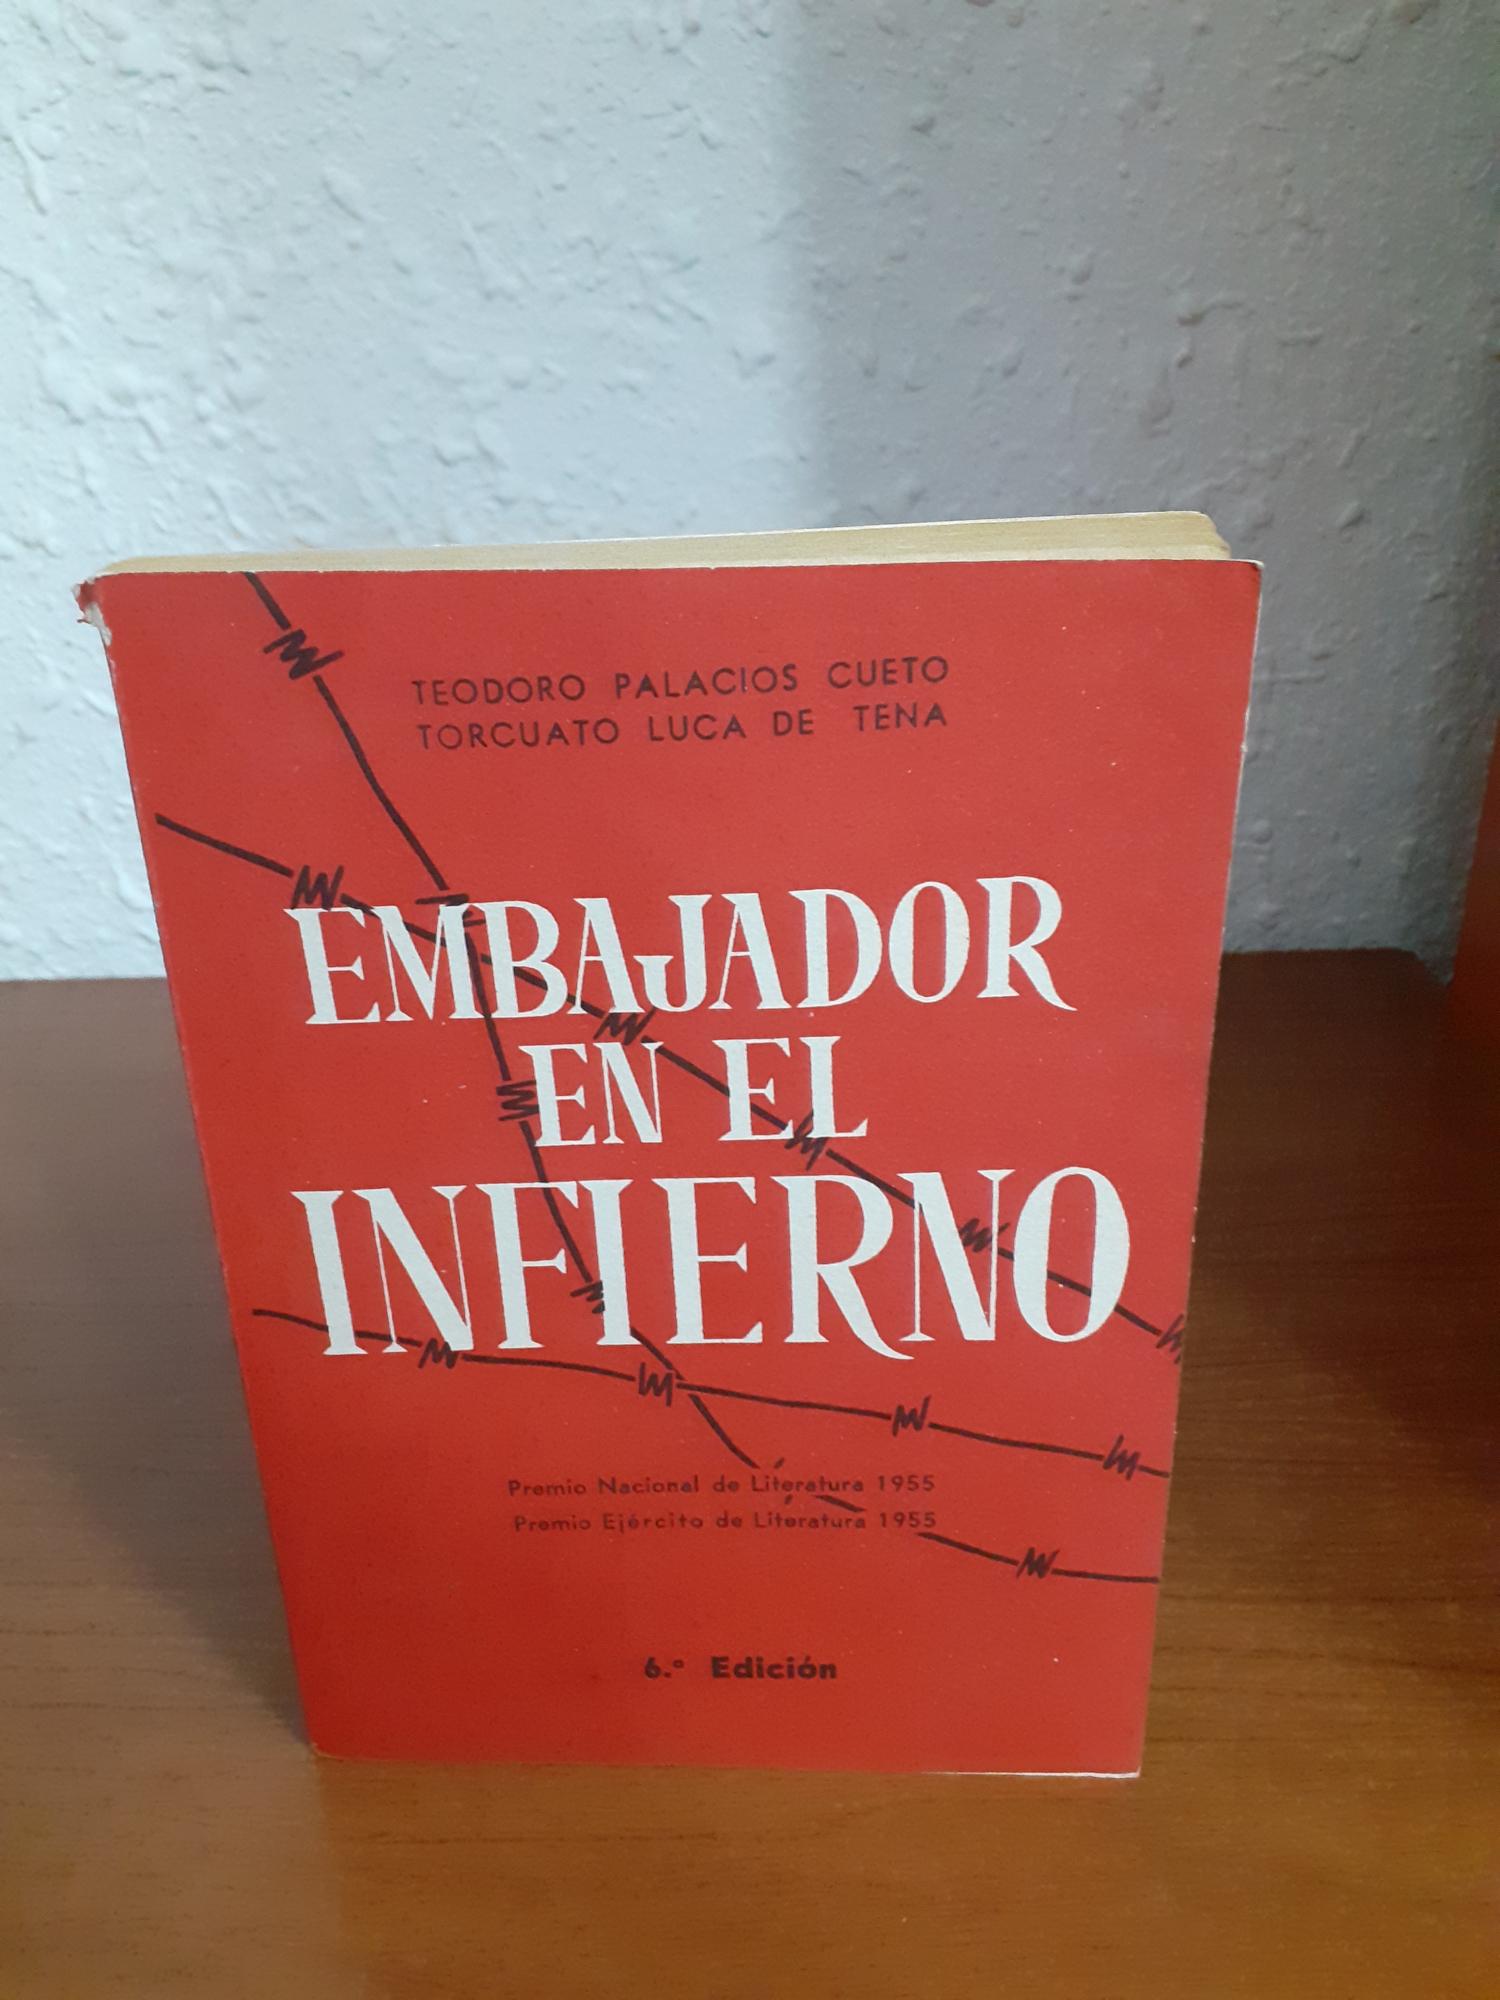 TEODORO PALACIOS CUETO
TORCUATO LUCA DE TENA
EMBAJADOR
EN EL
INFIERNO
Premio Nacional de Literatura 1955
Premio Ejército de Literatura 1955
6.ª Edición